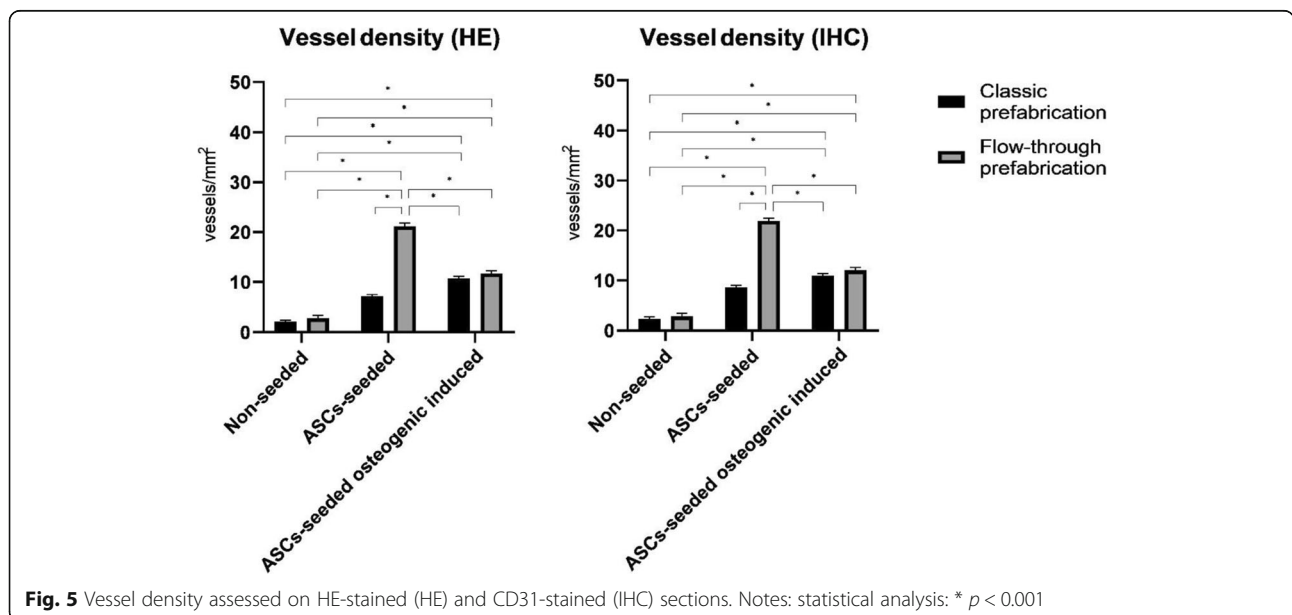 Vessel density (HE)
vessels/mm²
50
40
30
20
10
0
* * * * * * * * *
Non-seeded
ASCs-seeded
ASCs-seeded osteogenic induced
Vessel density (IHC)
vessels/mm²
50
40
30
20
10
0
* * * * * * * * *
Non-seeded
ASCs-seeded
ASCs-seeded osteogenic induced
Classic
prefabrication
Flow-through
prefabrication
Fig. 5 Vessel density assessed on HE-stained (HE) and CD31-stained (IHC) sections. Notes: statistical analysis: * p < 0.001